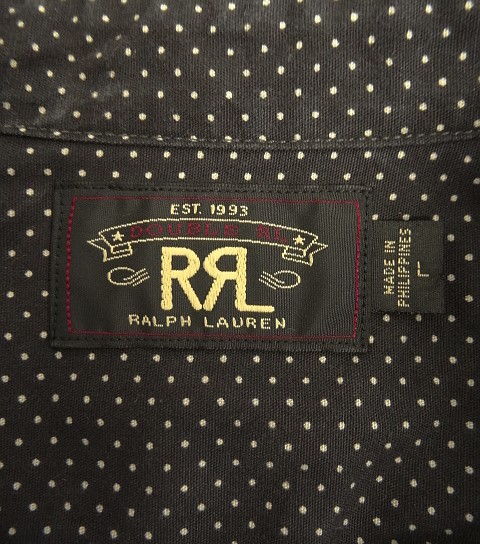 EST. 1993
DOUBLE RL
RRL
RALPH LAUREN
MADE IN
PHILIPPINES
L